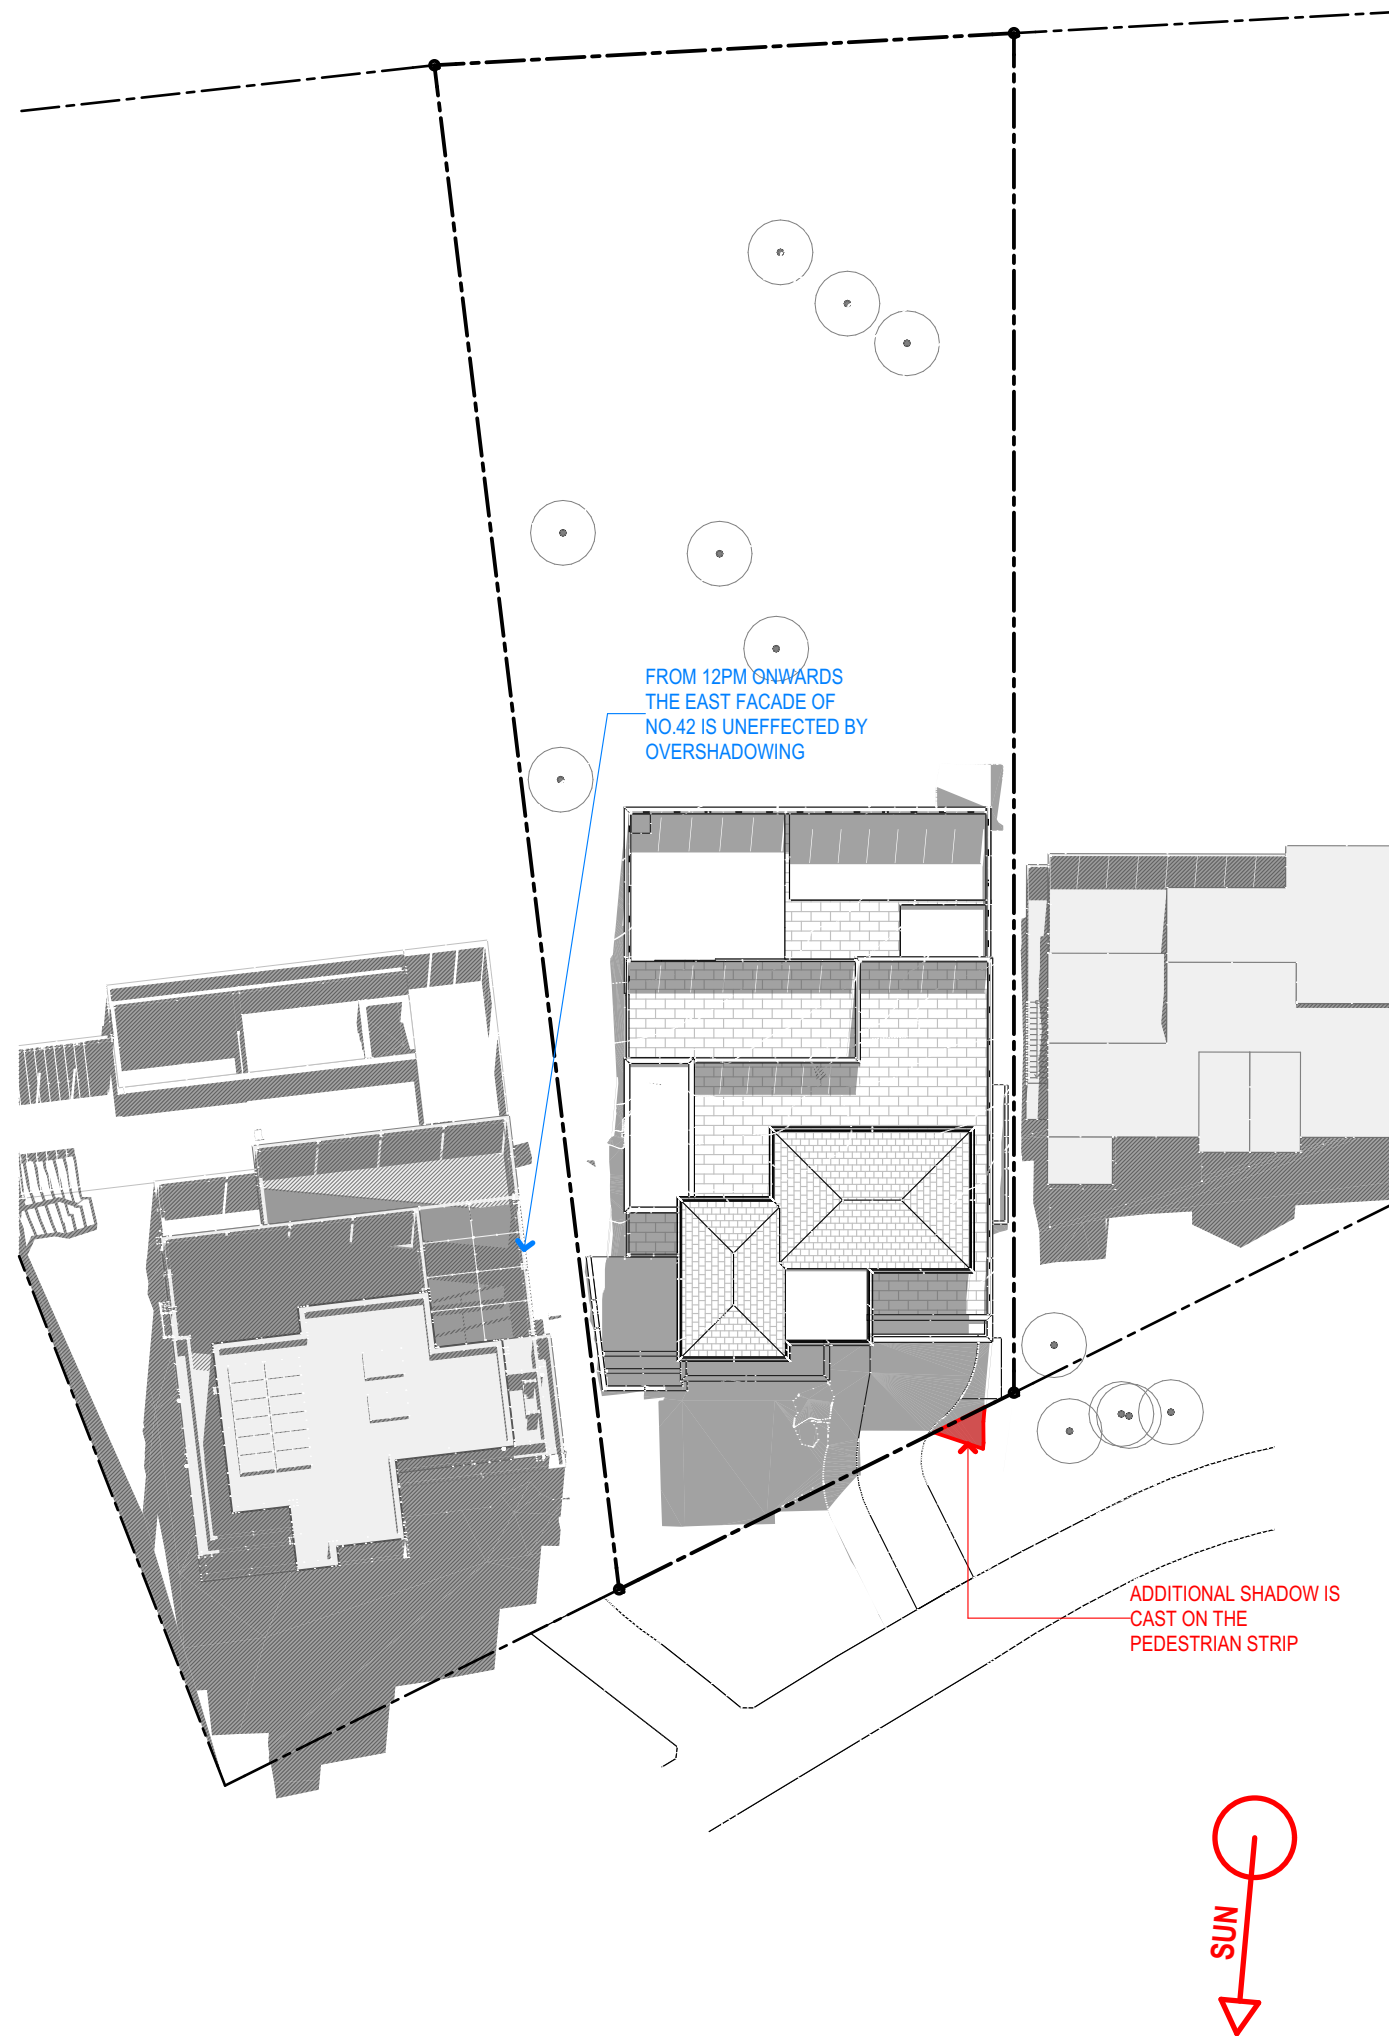 FROM 12PM ONWARDS
THE EAST FACADE OF
NO.42 IS UNEFFECTED BY
OVERSHADOWING
ADDITIONAL SHADOW IS
CAST ON THE
PEDESTRIAN STRIP
SUN